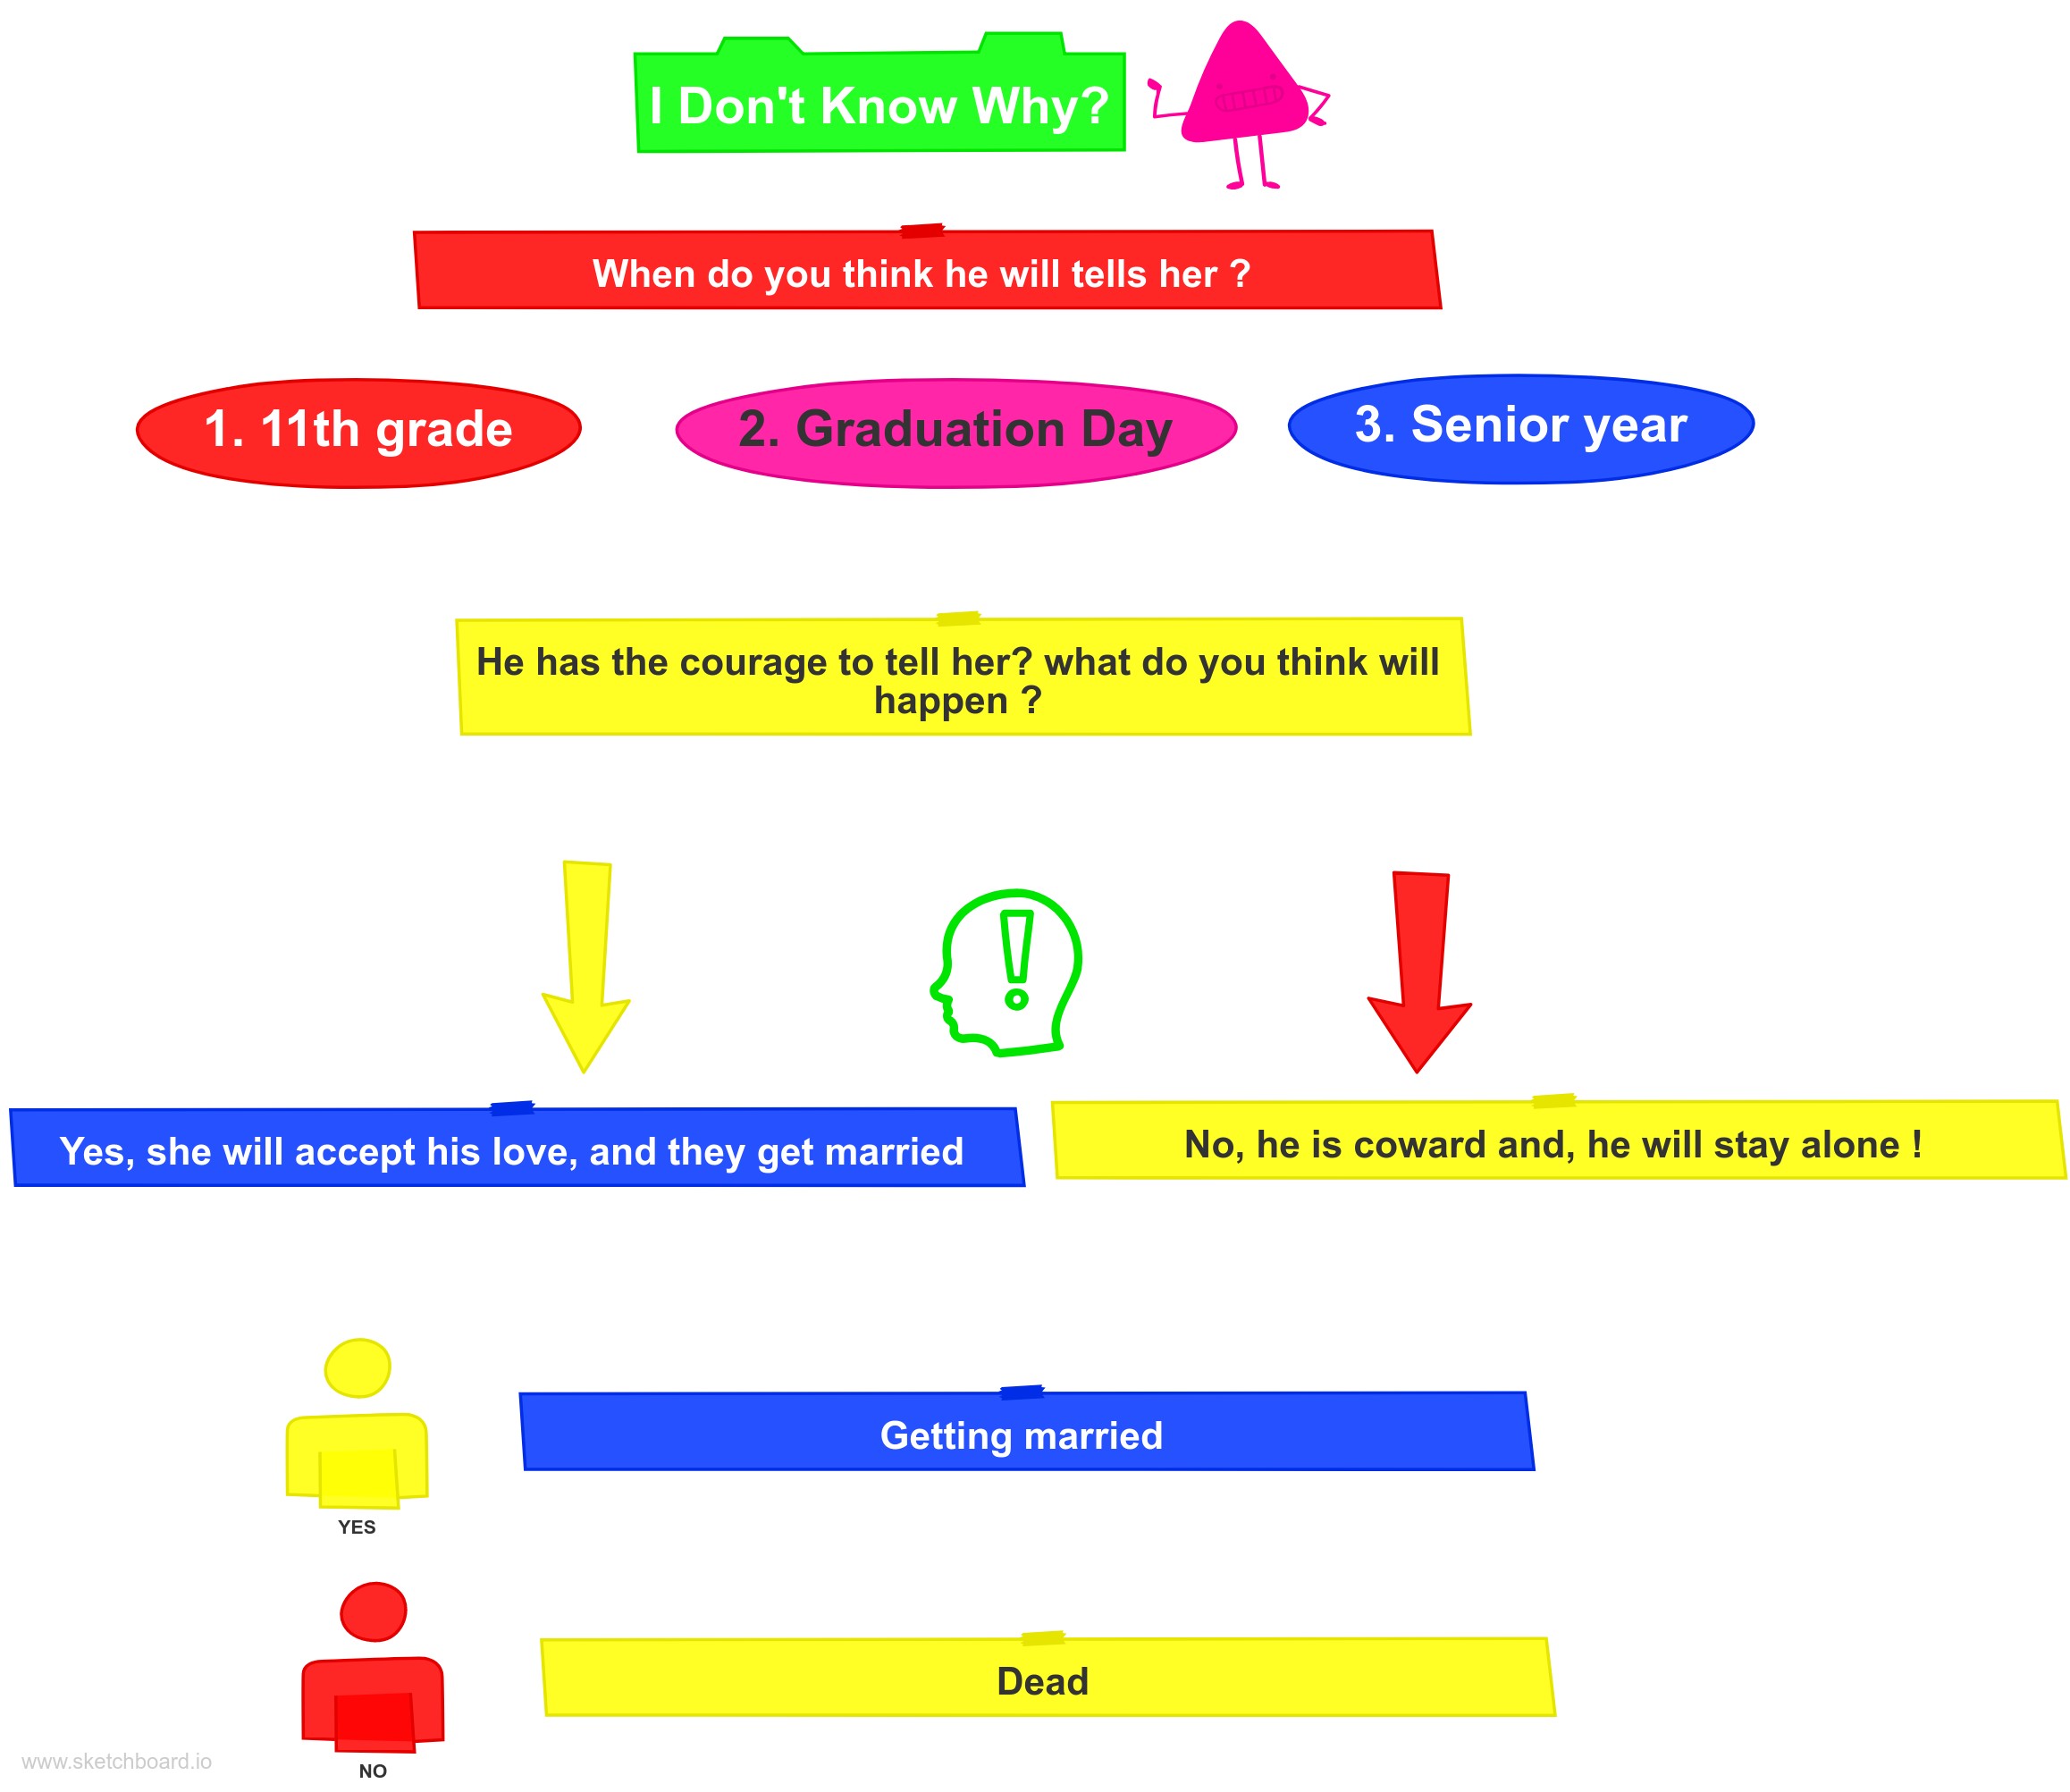 I Don't Know Why?
When do you think he will tells her ?
1. 11th grade
2. Graduation Day
3. Senior year
He has the courage to tell her? what do you think will
happen ?
Yes, she will accept his love, and they get married
No, he is coward and, he will stay alone !
Getting married
YES
Dead
NO
www.sketchboard.io